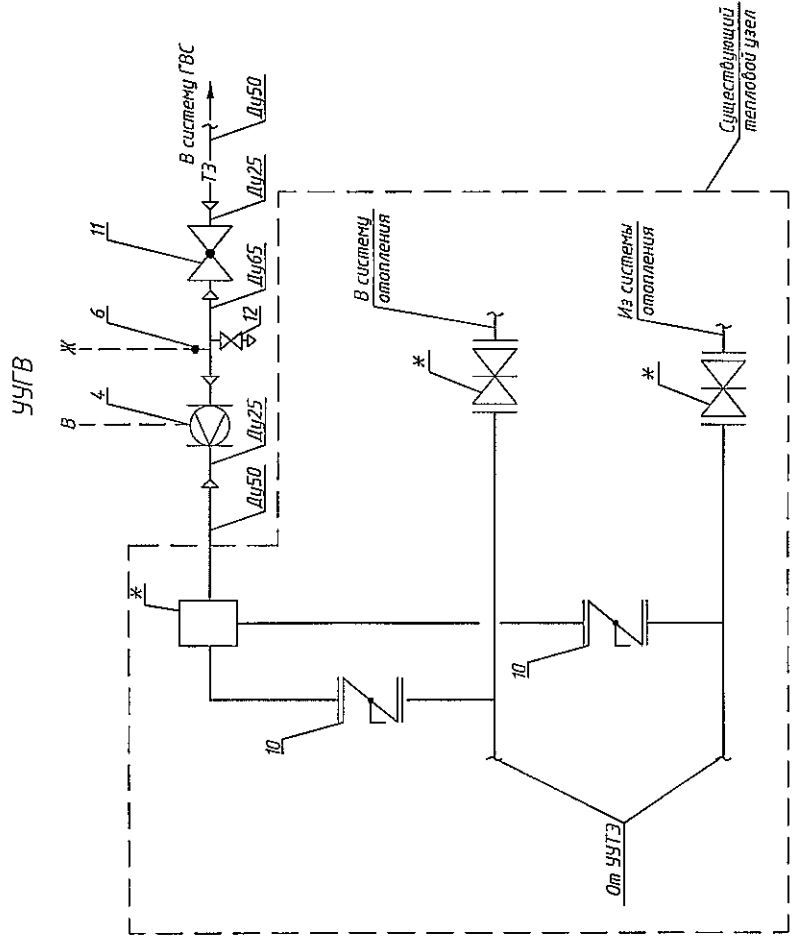 УУГВ
В
Ж
4
6
11
В систему ГВС
Ду50
Ду25
Ду65
12
Ду25
Т3
Ду50
*
10
10
*
В систему
отопления
*
Из системы
отопления
От УУТЭ
Существующий
тепловой узел